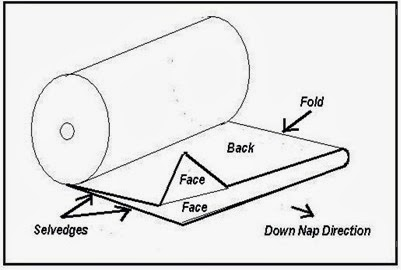 Fold
Back
Face
Face
Selvedges
Down Nap Direction